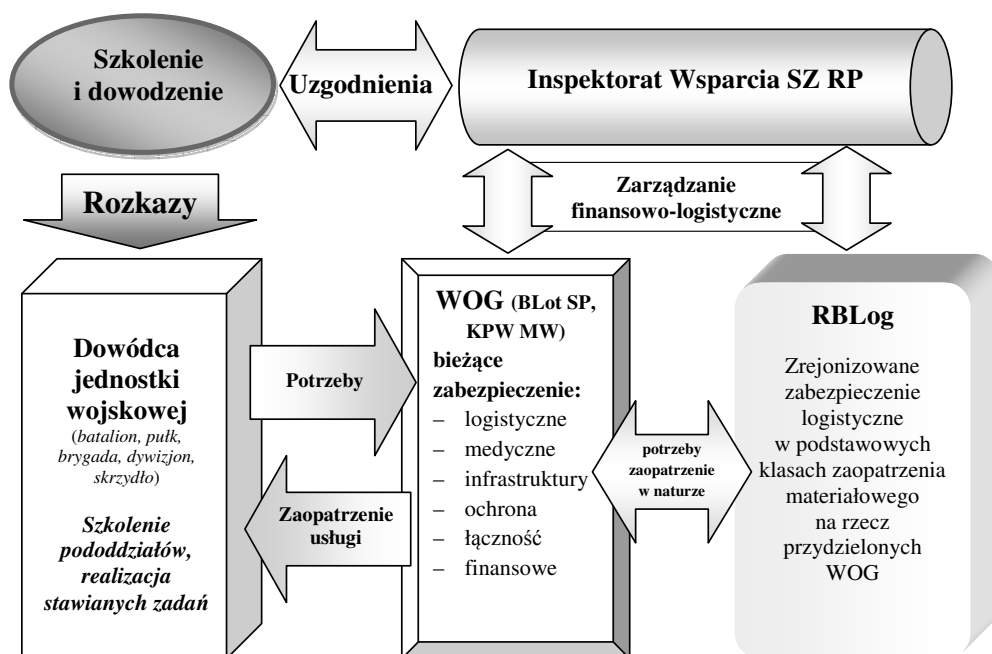 Szkolenie
i dowodzenie
Uzgodnienia
Inspektorat Wsparcia SZ RP
Rozkazy
Zarządzanie
finansowo-logistyczne
Dowódca
jednostki
wojskowej
(batalion, pułk,
brygada, dywizjon,
skrzydło)
Szkolenie
pododdziałów,
realizacja
stawianych zadań
Potrzeby
Zaopatrzenie
usługi
WOG (BLot SP,
KPW MW)
bieżące
zabezpieczenie:
– logistyczne
– medyczne
– infrastruktury
– ochrona
– łączność
– finansowe
potrzeby
zaopatrzenie
w naturze
RBLog
Zrejonizowane
zabezpieczenie
logistyczne
w podstawowych
klasach zaopatrzenia
materiałowego
na rzecz
przydzielonych
WOG